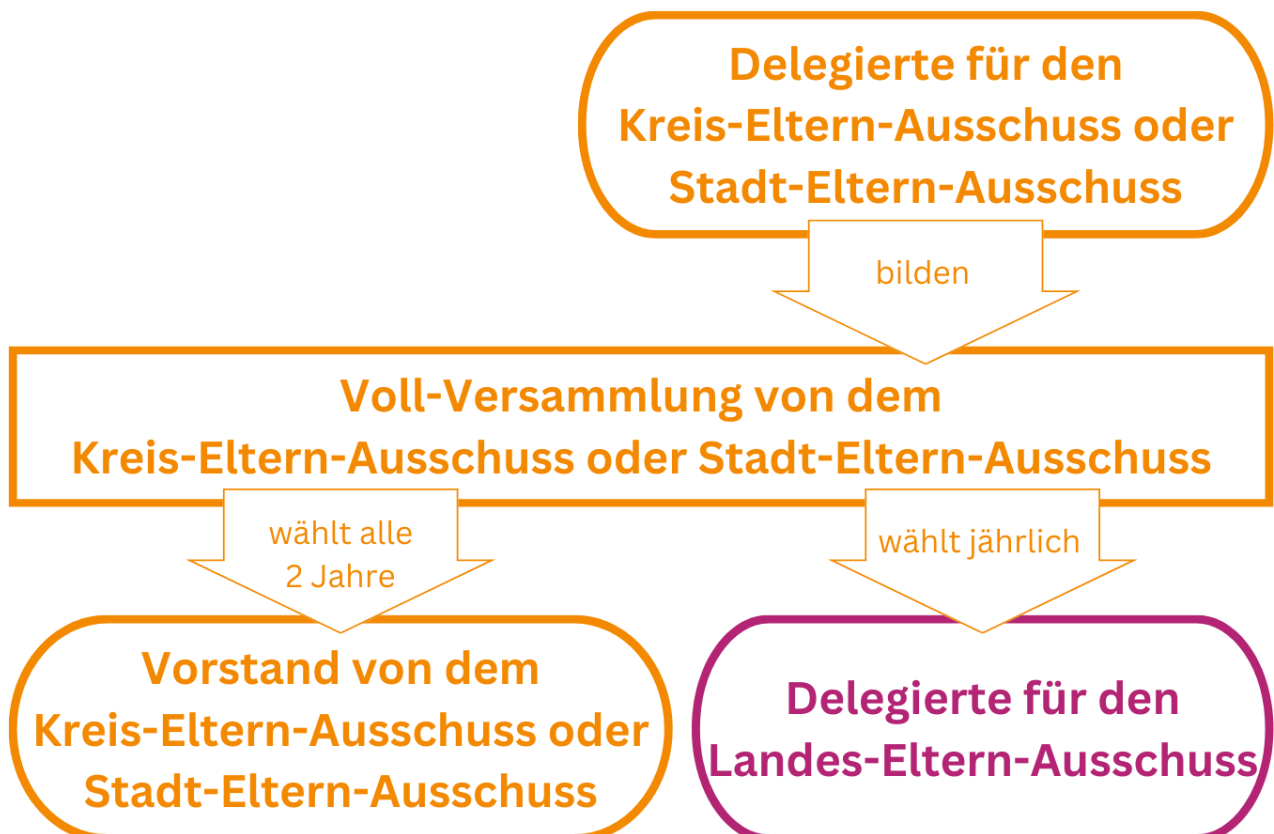 Delegierte für den
Kreis-Eltern-Ausschuss oder
Stadt-Eltern-Ausschuss
bilden
Voll-Versammlung von dem
Kreis-Eltern-Ausschuss oder Stadt-Eltern-Ausschuss
wählt alle
2 Jahre
wählt jährlich
Vorstand von dem
Kreis-Eltern-Ausschuss oder
Stadt-Eltern-Ausschuss
Delegierte für den
Landes-Eltern-Ausschuss